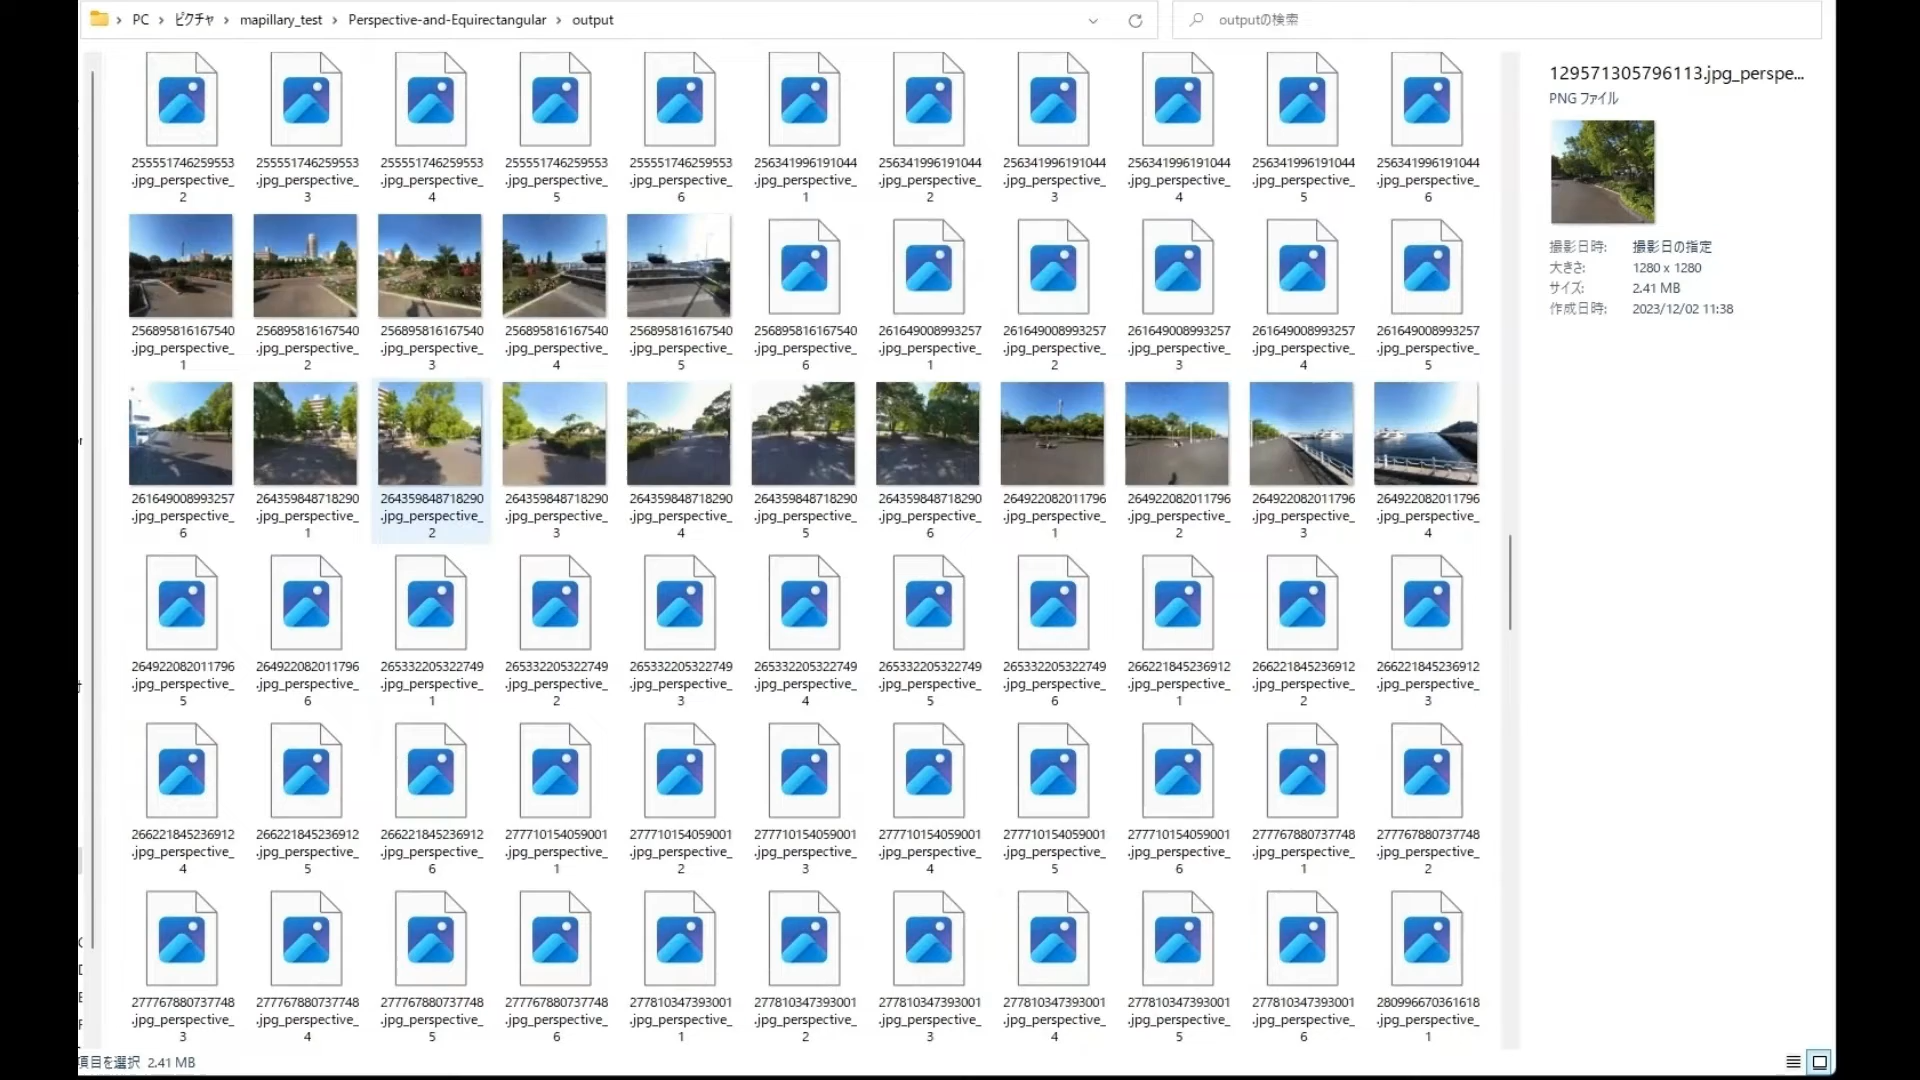 PC › ピクチャ › mapillary_test › Perspective-and-Equirectangular › output
outputの検索
255551746259553 255551746259553 255551746259553 255551746259553 255551746259553 256341996191044 256341996191044 256341996191044 256341996191044 256341996191044 256341996191044
.jpg_perspective_ .jpg_perspective_ .jpg_perspective_ .jpg_perspective_ .jpg_perspective_ .jpg_perspective_ .jpg_perspective_ .jpg_perspective_ .jpg_perspective_ .jpg_perspective_ .jpg_perspective_
2 3 4 5 6 1 2 3 4 5 6
256895816167540 256895816167540 256895816167540 256895816167540 256895816167540 256895816167540 261649008993257 261649008993257 261649008993257 261649008993257 261649008993257
.jpg_perspective_ .jpg_perspective_ .jpg_perspective_ .jpg_perspective_ .jpg_perspective_ .jpg_perspective_ .jpg_perspective_ .jpg_perspective_ .jpg_perspective_ .jpg_perspective_ .jpg_perspective_
1 2 3 4 5 6 1 2 3 4 5
261649008993257 264359848718290 264359848718290 264359848718290 264359848718290 264359848718290 264359848718290 264922082011796 264922082011796 264922082011796 264922082011796
.jpg_perspective_ .jpg_perspective_ .jpg_perspective_ .jpg_perspective_ .jpg_perspective_ .jpg_perspective_ .jpg_perspective_ .jpg_perspective_ .jpg_perspective_ .jpg_perspective_ .jpg_perspective_
6 1 2 3 4 5 6 1 2 3 4
264922082011796 264922082011796 265332205322749 265332205322749 265332205322749 265332205322749 265332205322749 265332205322749 266221845236912 266221845236912 266221845236912
.jpg_perspective_ .jpg_perspective_ .jpg_perspective_ .jpg_perspective_ .jpg_perspective_ .jpg_perspective_ .jpg_perspective_ .jpg_perspective_ .jpg_perspective_ .jpg_perspective_ .jpg_perspective_
5 6 1 2 3 4 5 6 1 2 3
266221845236912 266221845236912 266221845236912 277710154059001 277710154059001 277710154059001 277710154059001 277710154059001 277710154059001 277767880737748 277767880737748
.jpg_perspective_ .jpg_perspective_ .jpg_perspective_ .jpg_perspective_ .jpg_perspective_ .jpg_perspective_ .jpg_perspective_ .jpg_perspective_ .jpg_perspective_ .jpg_perspective_ .jpg_perspective_
4 5 6 1 2 3 4 5 6 1 2
277767880737748 277767880737748 277767880737748 277767880737748 277810347393001 277810347393001 277810347393001 277810347393001 277810347393001 277810347393001 280996670361618
.jpg_perspective_ .jpg_perspective_ .jpg_perspective_ .jpg_perspective_ .jpg_perspective_ .jpg_perspective_ .jpg_perspective_ .jpg_perspective_ .jpg_perspective_ .jpg_perspective_ .jpg_perspective_
3 4 5 6 1 2 3 4 5 6 1
129571305796113.jpg_perspe...
PNG ファイル
撮影日時: 撮影日の指定
大きさ: 1280 x 1280
サイズ: 2.41 MB
作成日時: 2023/12/02 11:38
項目を選択 2.41 MB